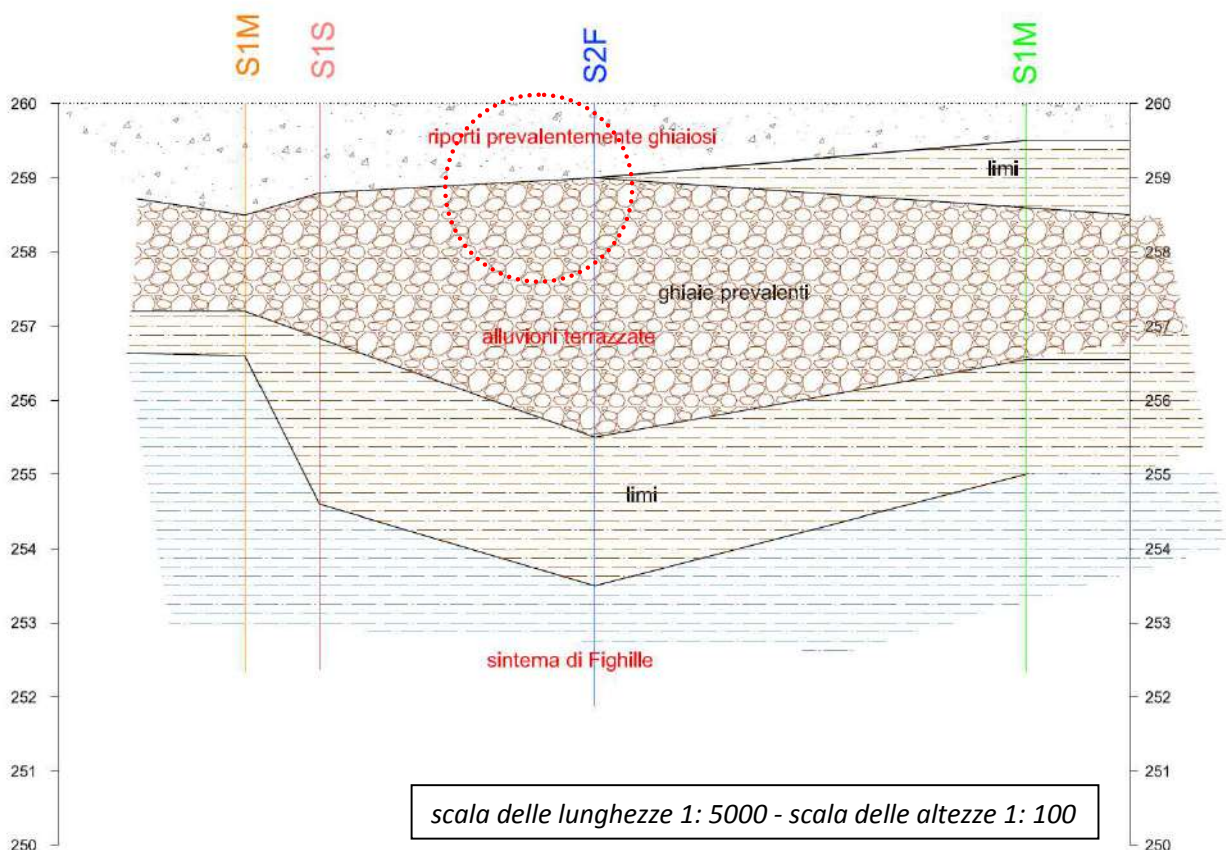 S1M
S1S
S2F
S1M
260
260
riporti prevalentemente ghiaiosi
259
limi
259
258
258
ghiaie prevalenti
257
alluvioni terrazzate
257
256
256
255
limi
255
254
254
253
253
sintema di Fighille
252
252
251
251
scala delle lunghezze 1: 5000 - scala delle altezze 1: 100
250
250